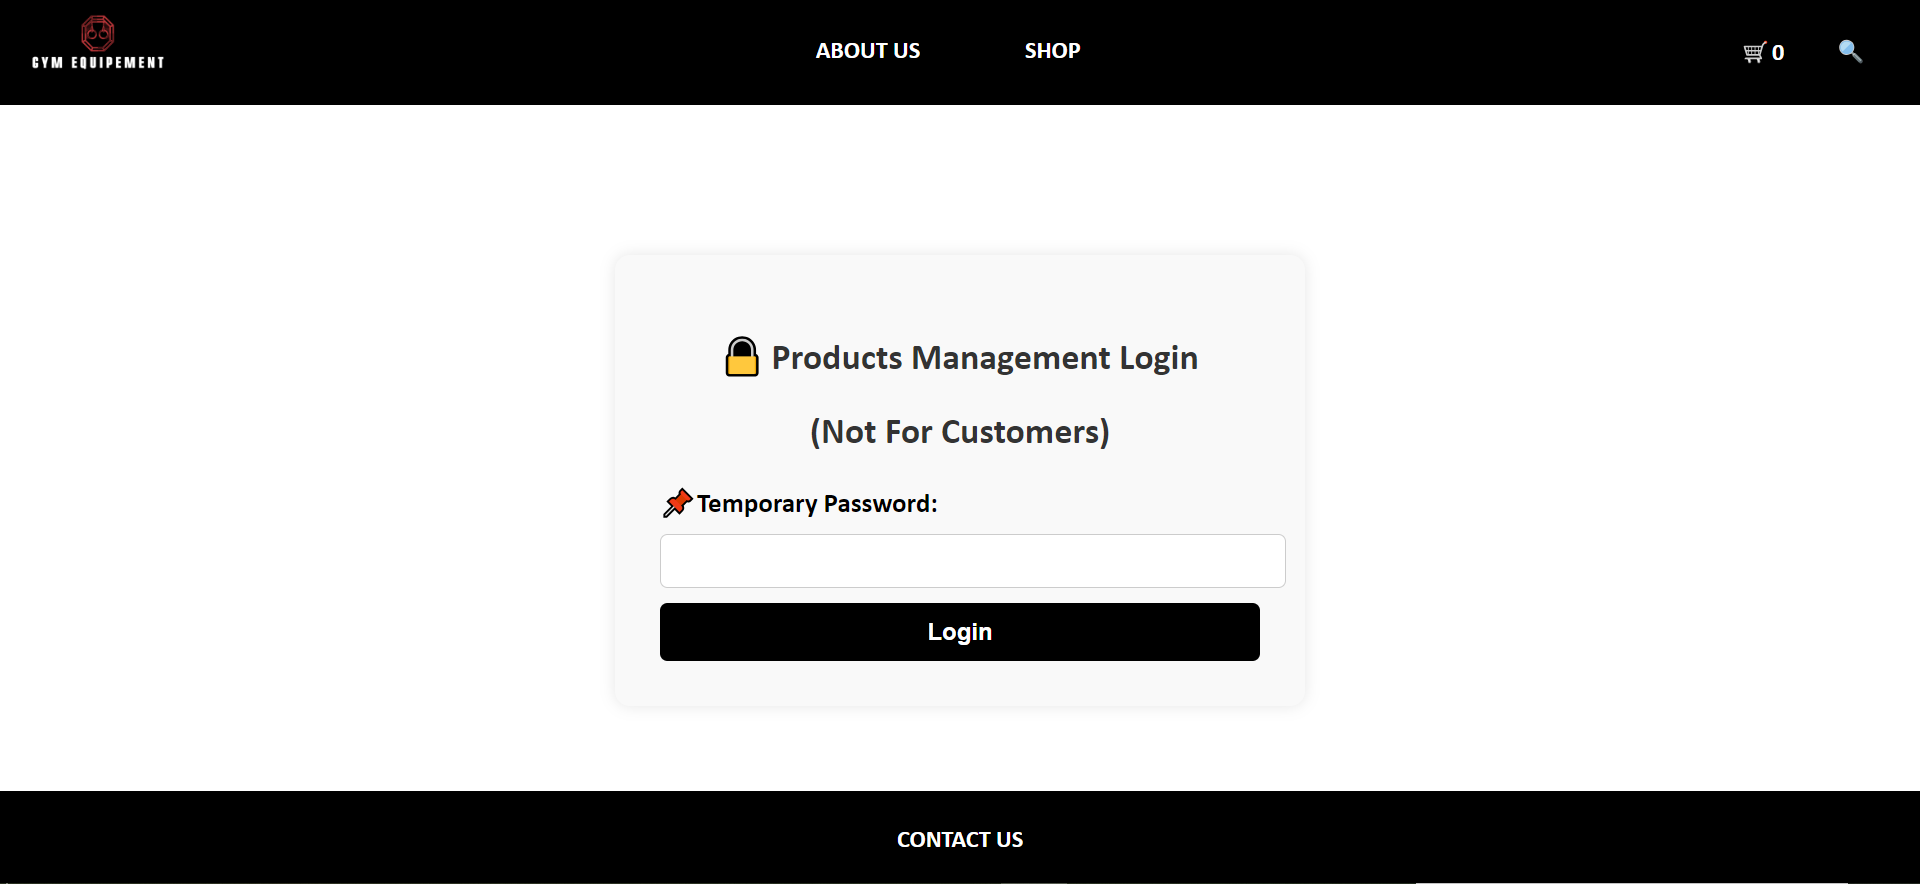 GYM EQUIPEMENT
ABOUT US
SHOP
0
Products Management Login
(Not For Customers)
Temporary Password:
Login
CONTACT US